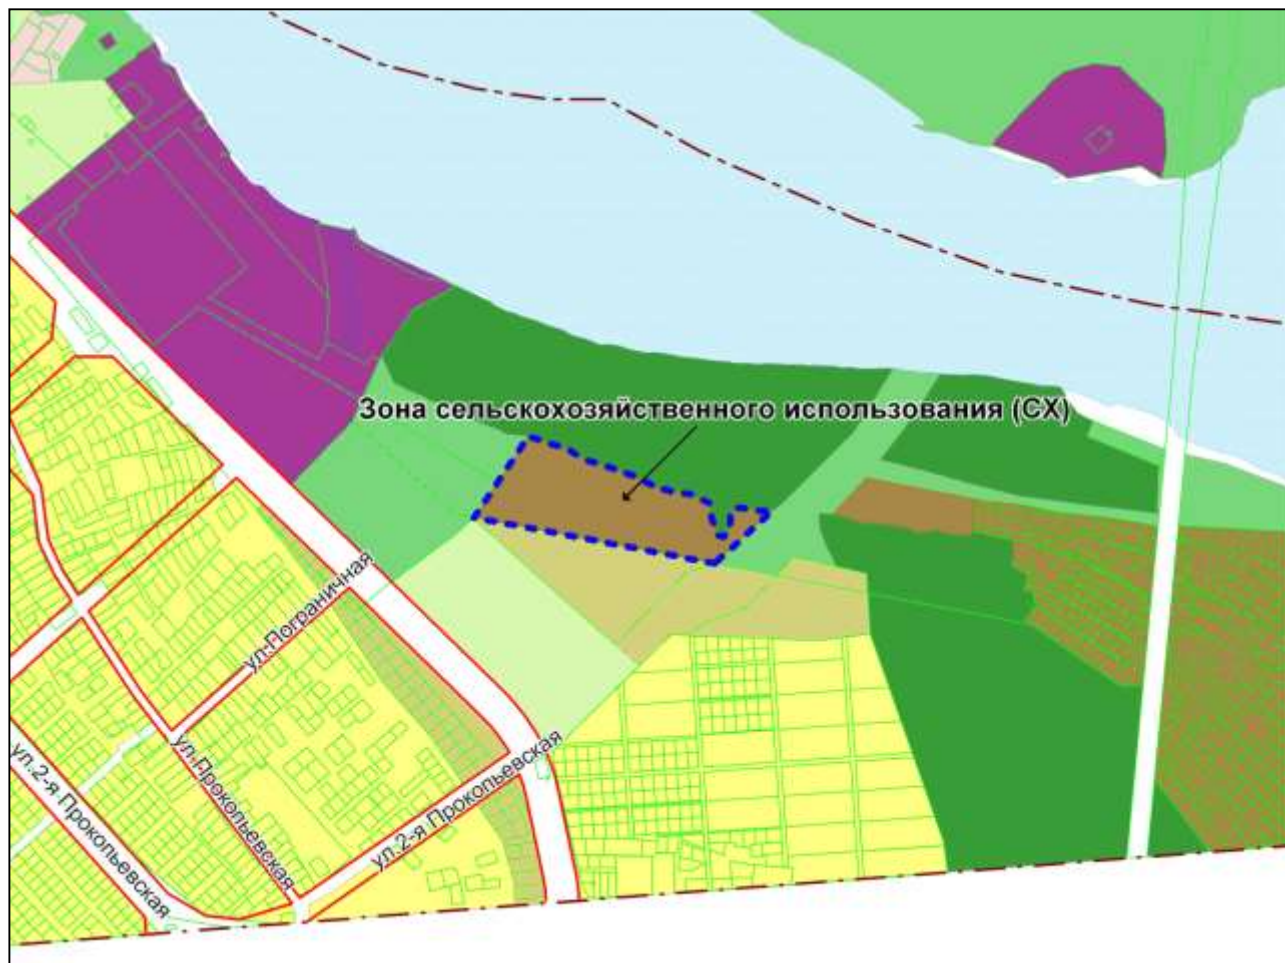 Зона сельскохозяйственного использования (СХ)
ул.Пограничная
ул.Прокопьевская
ул.2-я Прокопьевская
ул.2-я Прокопьевская